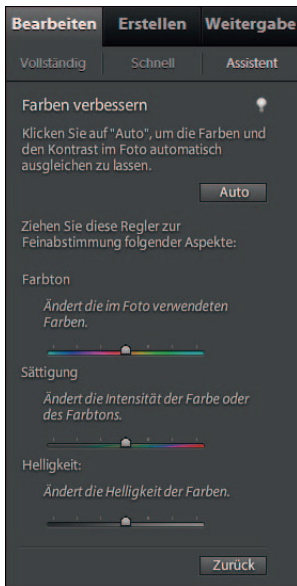 Bearbeiten Erstellen Weitergabe
Vollständig Schnell Assistent
Farben verbessern
Klicken Sie auf "Auto", um die Farben und
den Kontrast im Foto automatisch
ausgleichen zu lassen.
Auto
Ziehen Sie diese Regler zur
Feinabstimmung folgender Aspekte:
Farbton
Ändert die im Foto verwendeten
Farben.
Sättigung
Ändert die Intensität der Farbe oder
des Farbtons.
Helligkeit:
Ändert die Helligkeit der Farben.
Zurück